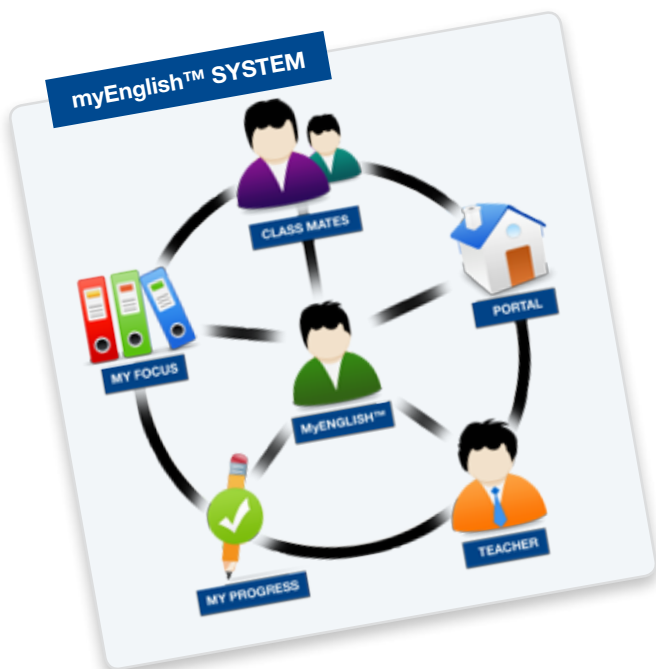 myEnglish™ SYSTEM
CLASS MATES
PORTAL
MY FOCUS
MyENGLISH™
TEACHER
MY PROGRESS